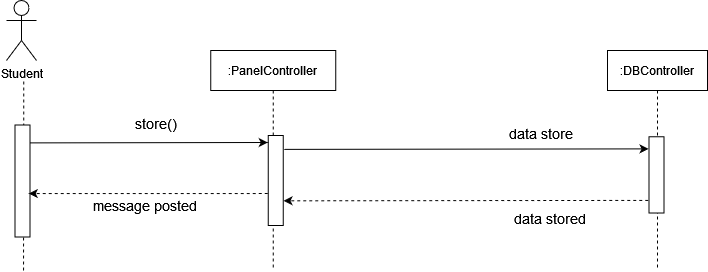 Student
:PanelController
:DBController
store()
data store
message posted
data stored